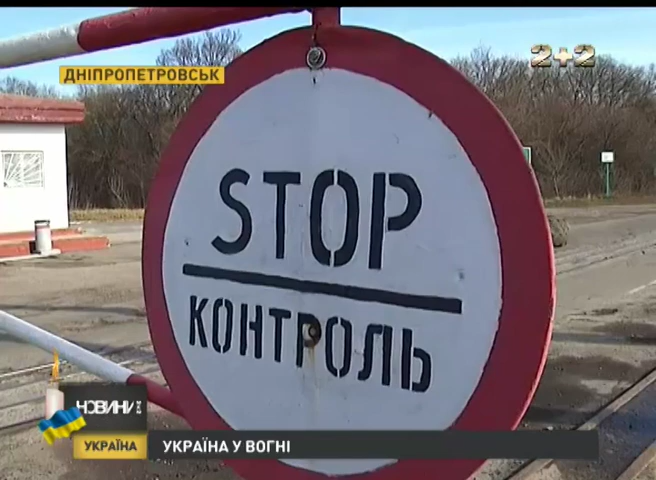 ДНІПРОПЕТРОВСЬК
2+2
STOP
КОНТРОЛЬ
НОВИНИ
УКРАЇНА
УКРАЇНА У ВОГНІ